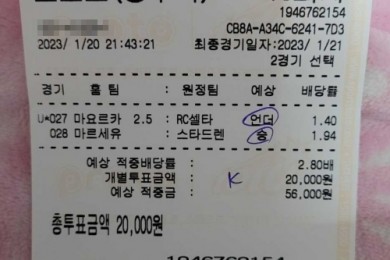 1946762154
CB8A-A34C-6241-7D3
2023/ 1/20 21:43:21 최종경기일자:2023/ 1/21
2경기 선택
경기 홈 팀 : 원정팀 예상 배당률
U*027 마요르카 2.5 : RC셀타 언더 1.40
028 마르세유 : 스타드렌 승 1.94
예상 적중배당률 : 2.80배
개별투표금액 : K 20,000원
예상 적중금 : 56,000원
총투표금액 20,000원
1946762154